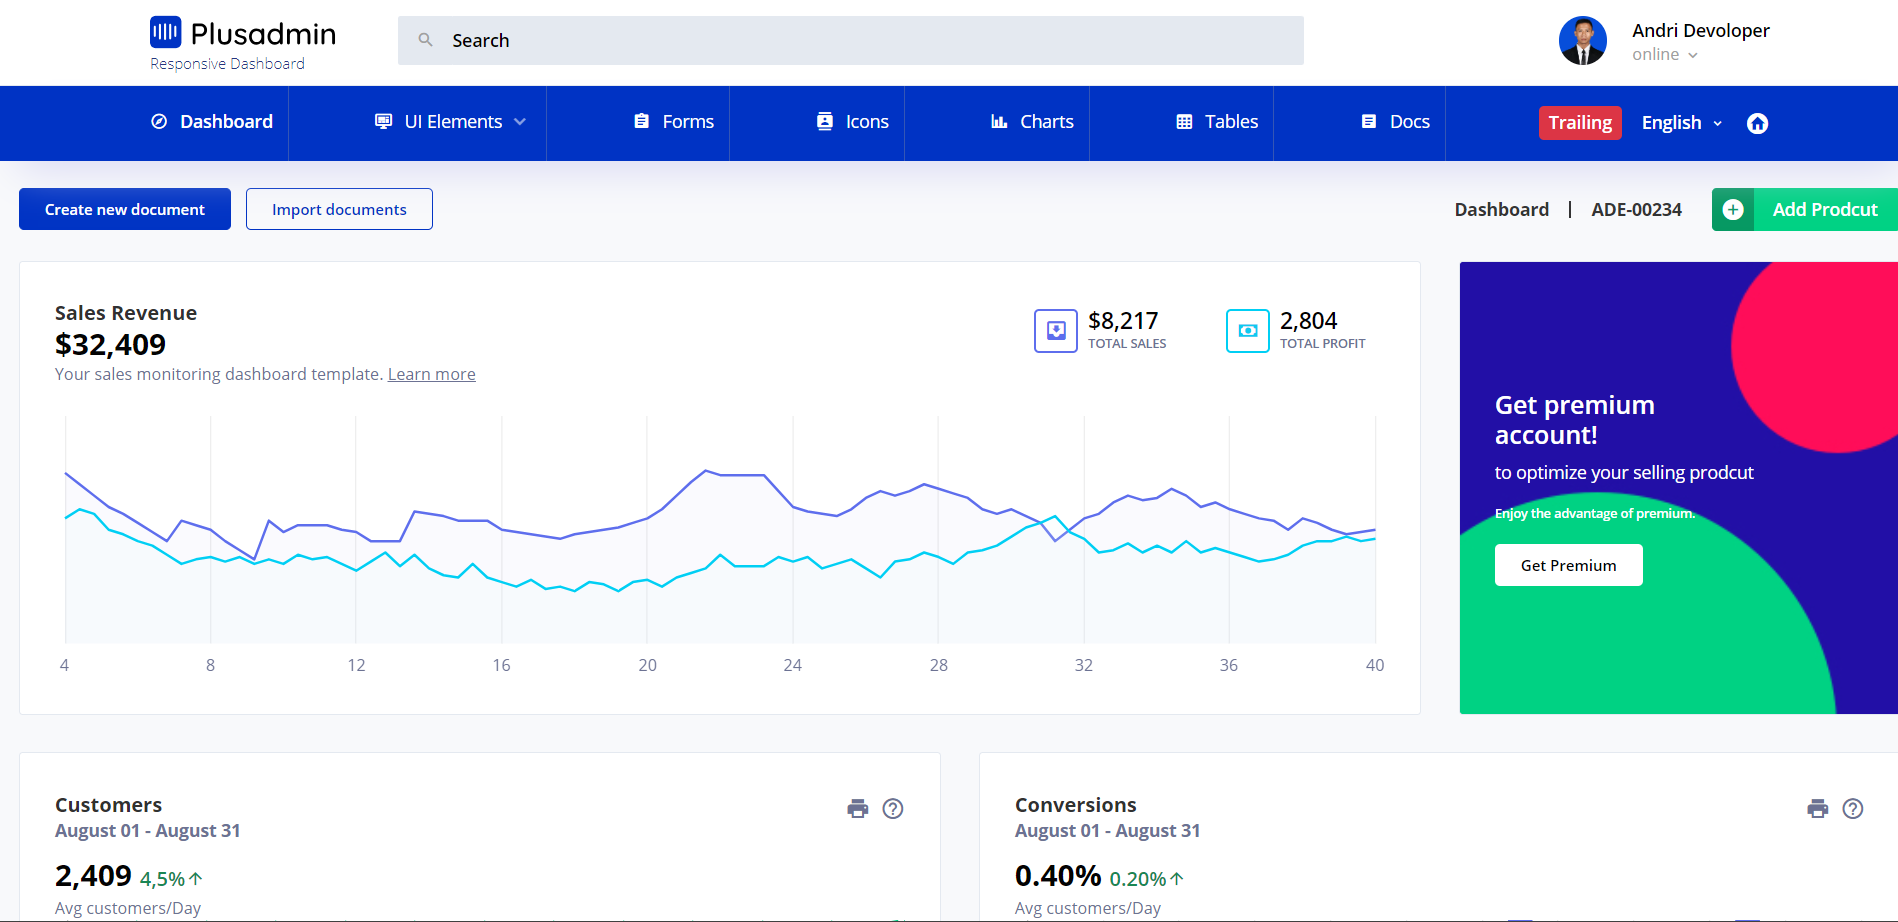 Plusadmin
Responsive Dashboard
Search
Andri Devoloper
online
Dashboard
UI Elements
Forms
Icons
Charts
Tables
Docs
Trailing
English
Create new document
Import documents
Dashboard | ADE-00234
Add Prodcut
Sales Revenue
$32,409
Your sales monitoring dashboard template. Learn more
$8,217
TOTAL SALES
2,804
TOTAL PROFIT
4 8 12 16 20 24 28 32 36 40
Get premium
account!
to optimize your selling prodcut
Enjoy the advantage of premium.
Get Premium
Customers
August 01 - August 31
2,409 4,5%↑
Avg customers/Day
Conversions
August 01 - August 31
0.40% 0.20%↑
Avg customers/Day